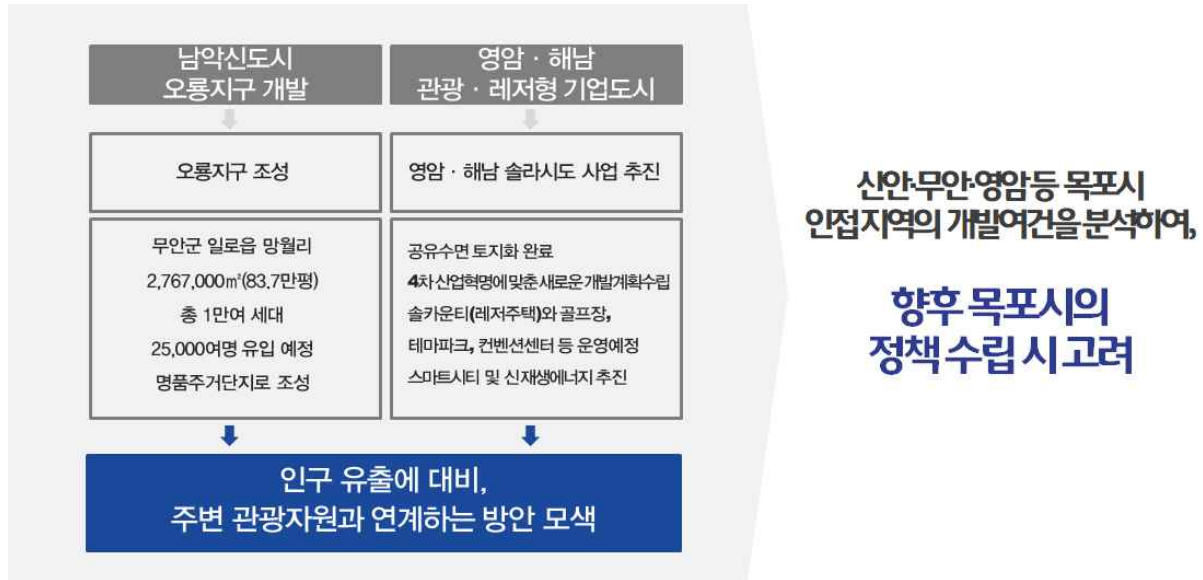 남악신도시
오룡지구 개발
영암 · 해남
관광 · 레저형 기업도시
오룡지구 조성
영암 · 해남 솔라시도 사업 추진
무안군 일로읍 망월리
2,767,000㎡(83.7만평)
총 1만여 세대
25,000여명 유입 예정
명품주거단지로 조성
공유수면 토지화 완료
4차 산업혁명에 맞춘 새로운 개발계획수립
솔카운티(레저주택)와 골프장,
테마파크, 컨벤션센터 등 운영예정
스마트시티 및 신재생에너지 추진
인구 유출에 대비,
주변 관광자원과 연계하는 방안 모색
신안·무안·영암 등 목포시
인접 지역의 개발여건을 분석하여,
향후 목포시의
정책 수립 시 고려